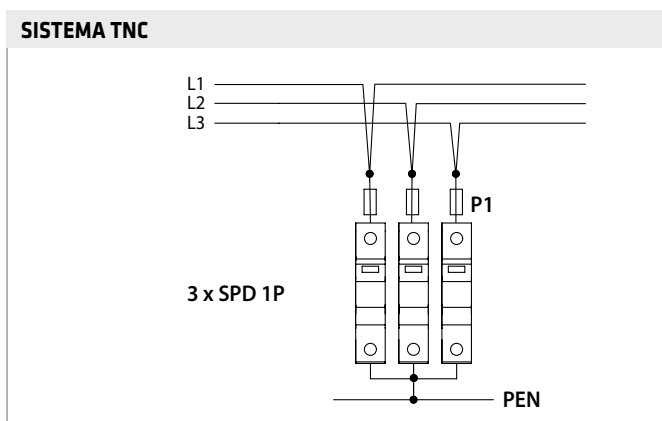 SISTEMA TNC
L1
L2
L3
P1
3 x SPD 1P
PEN